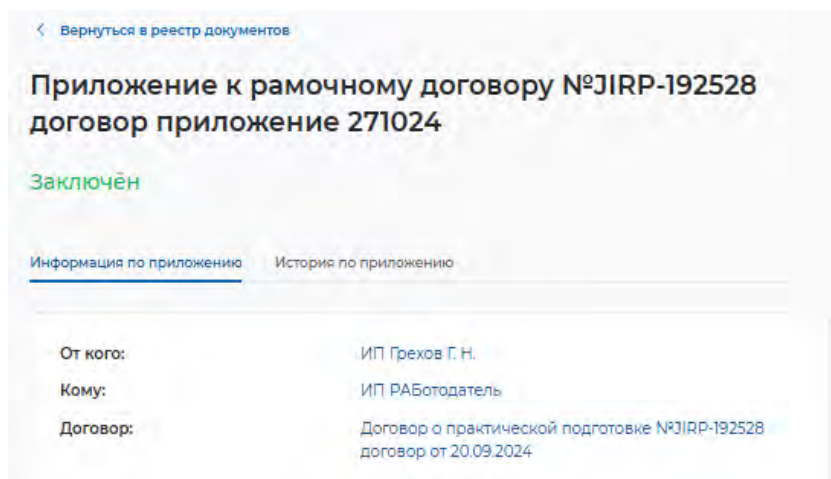 Вернуться в реестр документов
Приложение к рамочному договору №JIRP-192528
договор приложение 271024
Заключён
Информация по приложению История по приложению
От кого: ИП Грехов Г. Н.
Кому: ИП РАБотодатель
Договор: Договор о практической подготовке №JIRP-192528
договор от 20.09.2024